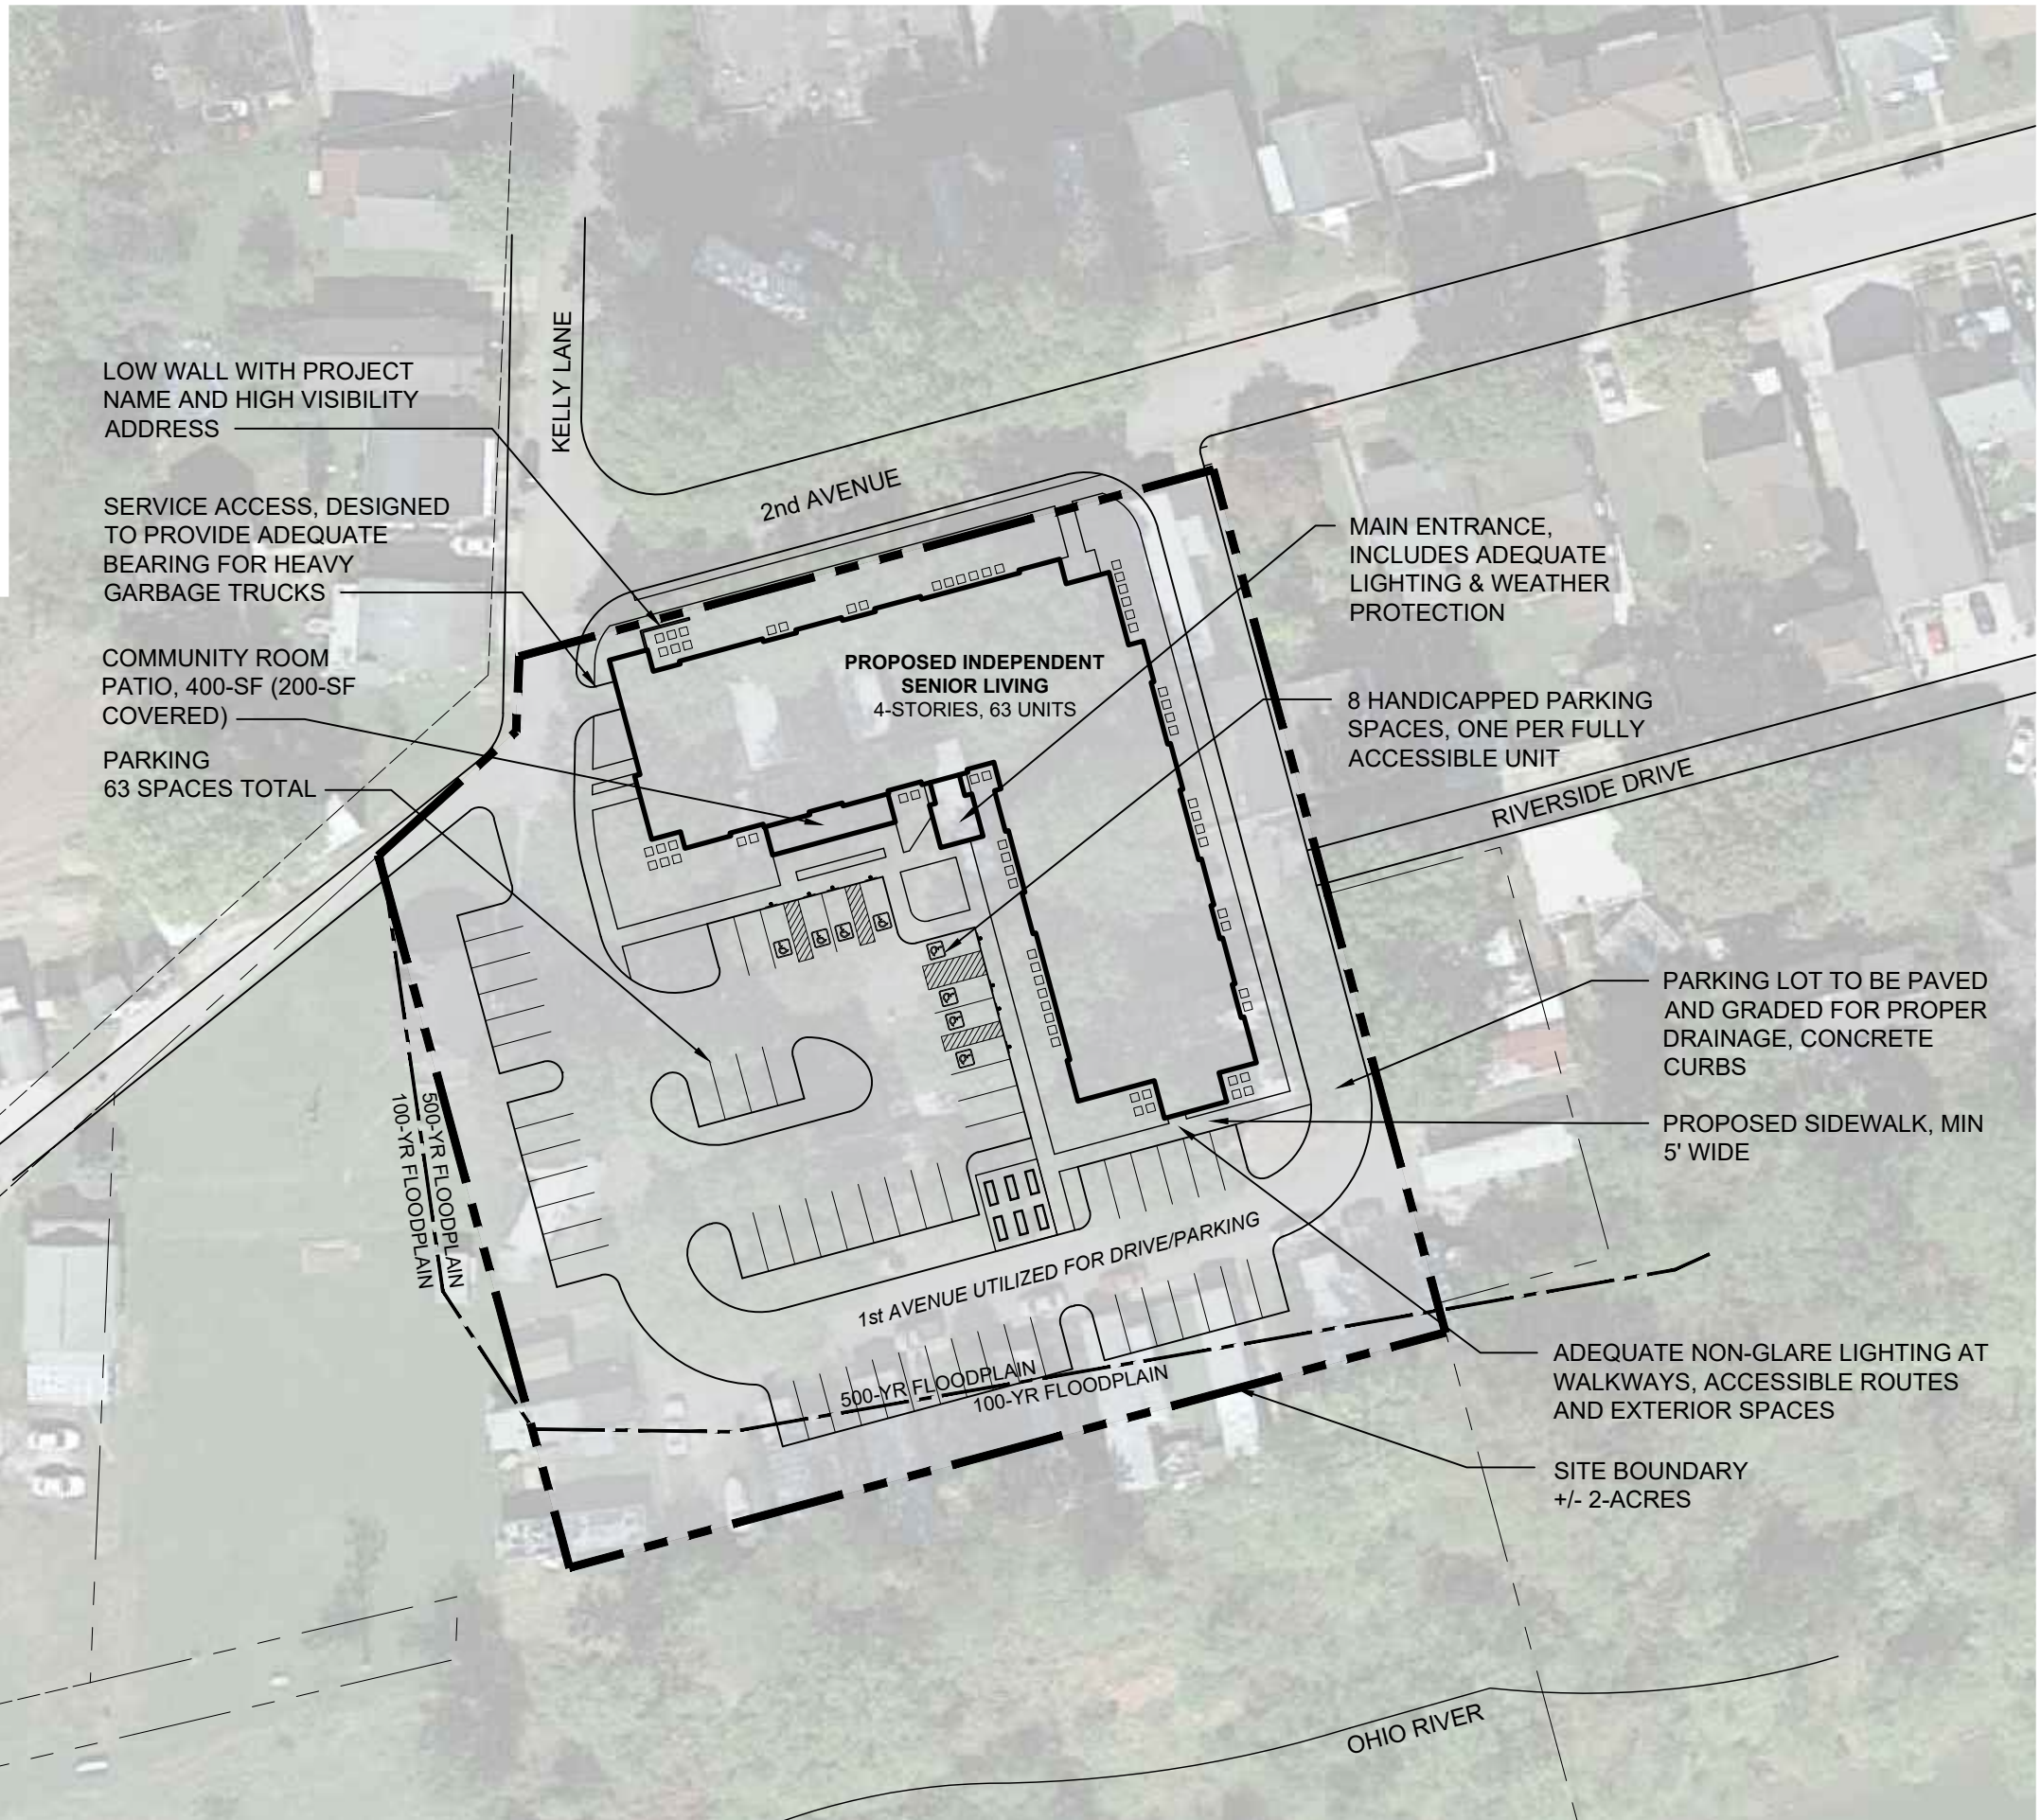 KELLY LANE
2nd AVENUE
LOW WALL WITH PROJECT
NAME AND HIGH VISIBILITY
ADDRESS
SERVICE ACCESS, DESIGNED
TO PROVIDE ADEQUATE
BEARING FOR HEAVY
GARBAGE TRUCKS
COMMUNITY ROOM
PATIO, 400-SF (200-SF
COVERED)
PARKING
63 SPACES TOTAL
PROPOSED INDEPENDENT
SENIOR LIVING
4-STORIES, 63 UNITS
MAIN ENTRANCE,
INCLUDES ADEQUATE
LIGHTING & WEATHER
PROTECTION
8 HANDICAPPED PARKING
SPACES, ONE PER FULLY
ACCESSIBLE UNIT
RIVERSIDE DRIVE
PARKING LOT TO BE PAVED
AND GRADED FOR PROPER
DRAINAGE, CONCRETE
CURBS
PROPOSED SIDEWALK, MIN
5' WIDE
500-YR FLOODPLAIN
100-YR FLOODPLAIN
1st AVENUE UTILIZED FOR DRIVE/PARKING
500-YR FLOODPLAIN
100-YR FLOODPLAIN
ADEQUATE NON-GLARE LIGHTING AT
WALKWAYS, ACCESSIBLE ROUTES
AND EXTERIOR SPACES
SITE BOUNDARY
+/- 2-ACRES
OHIO RIVER